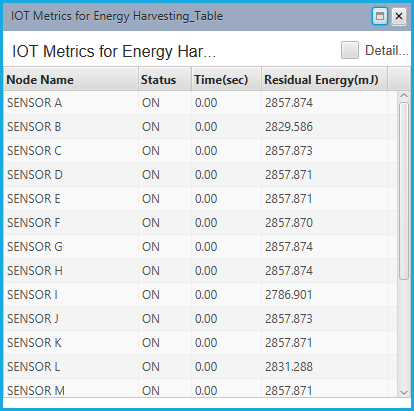 IOT Metrics for Energy Harvesting_Table
IOT Metrics for Energy Har... Detail...
Node Name Status Time(sec) Residual Energy(mJ)
SENSOR A ON 0.00 2857.874
SENSOR B ON 0.00 2829.586
SENSOR C ON 0.00 2857.873
SENSOR D ON 0.00 2857.871
SENSOR E ON 0.00 2857.871
SENSOR F ON 0.00 2857.870
SENSOR G ON 0.00 2857.874
SENSOR H ON 0.00 2857.874
SENSOR I ON 0.00 2786.901
SENSOR J ON 0.00 2857.873
SENSOR K ON 0.00 2857.871
SENSOR L ON 0.00 2831.288
SENSOR M ON 0.00 2857.871